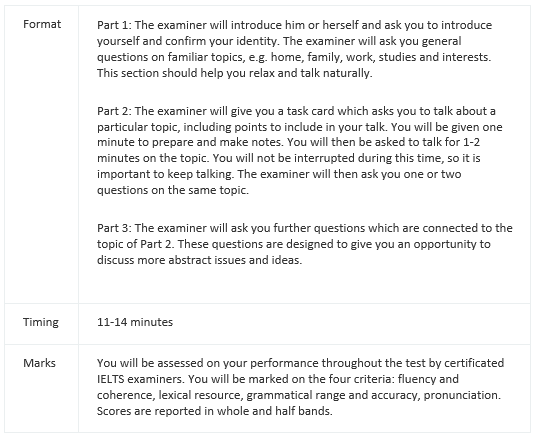 Format
Part 1: The examiner will introduce him or herself and ask you to introduce
yourself and confirm your identity. The examiner will ask you general
questions on familiar topics, e.g. home, family, work, studies and interests.
This section should help you relax and talk naturally.
Part 2: The examiner will give you a task card which asks you to talk about a
particular topic, including points to include in your talk. You will be given one
minute to prepare and make notes. You will then be asked to talk for 1-2
minutes on the topic. You will not be interrupted during this time, so it is
important to keep talking. The examiner will then ask you one or two
questions on the same topic.
Part 3: The examiner will ask you further questions which are connected to the
topic of Part 2. These questions are designed to give you an opportunity to
discuss more abstract issues and ideas.
Timing
11-14 minutes
Marks
You will be assessed on your performance throughout the test by certificated
IELTS examiners. You will be marked on the four criteria: fluency and
coherence, lexical resource, grammatical range and accuracy, pronunciation.
Scores are reported in whole and half bands.